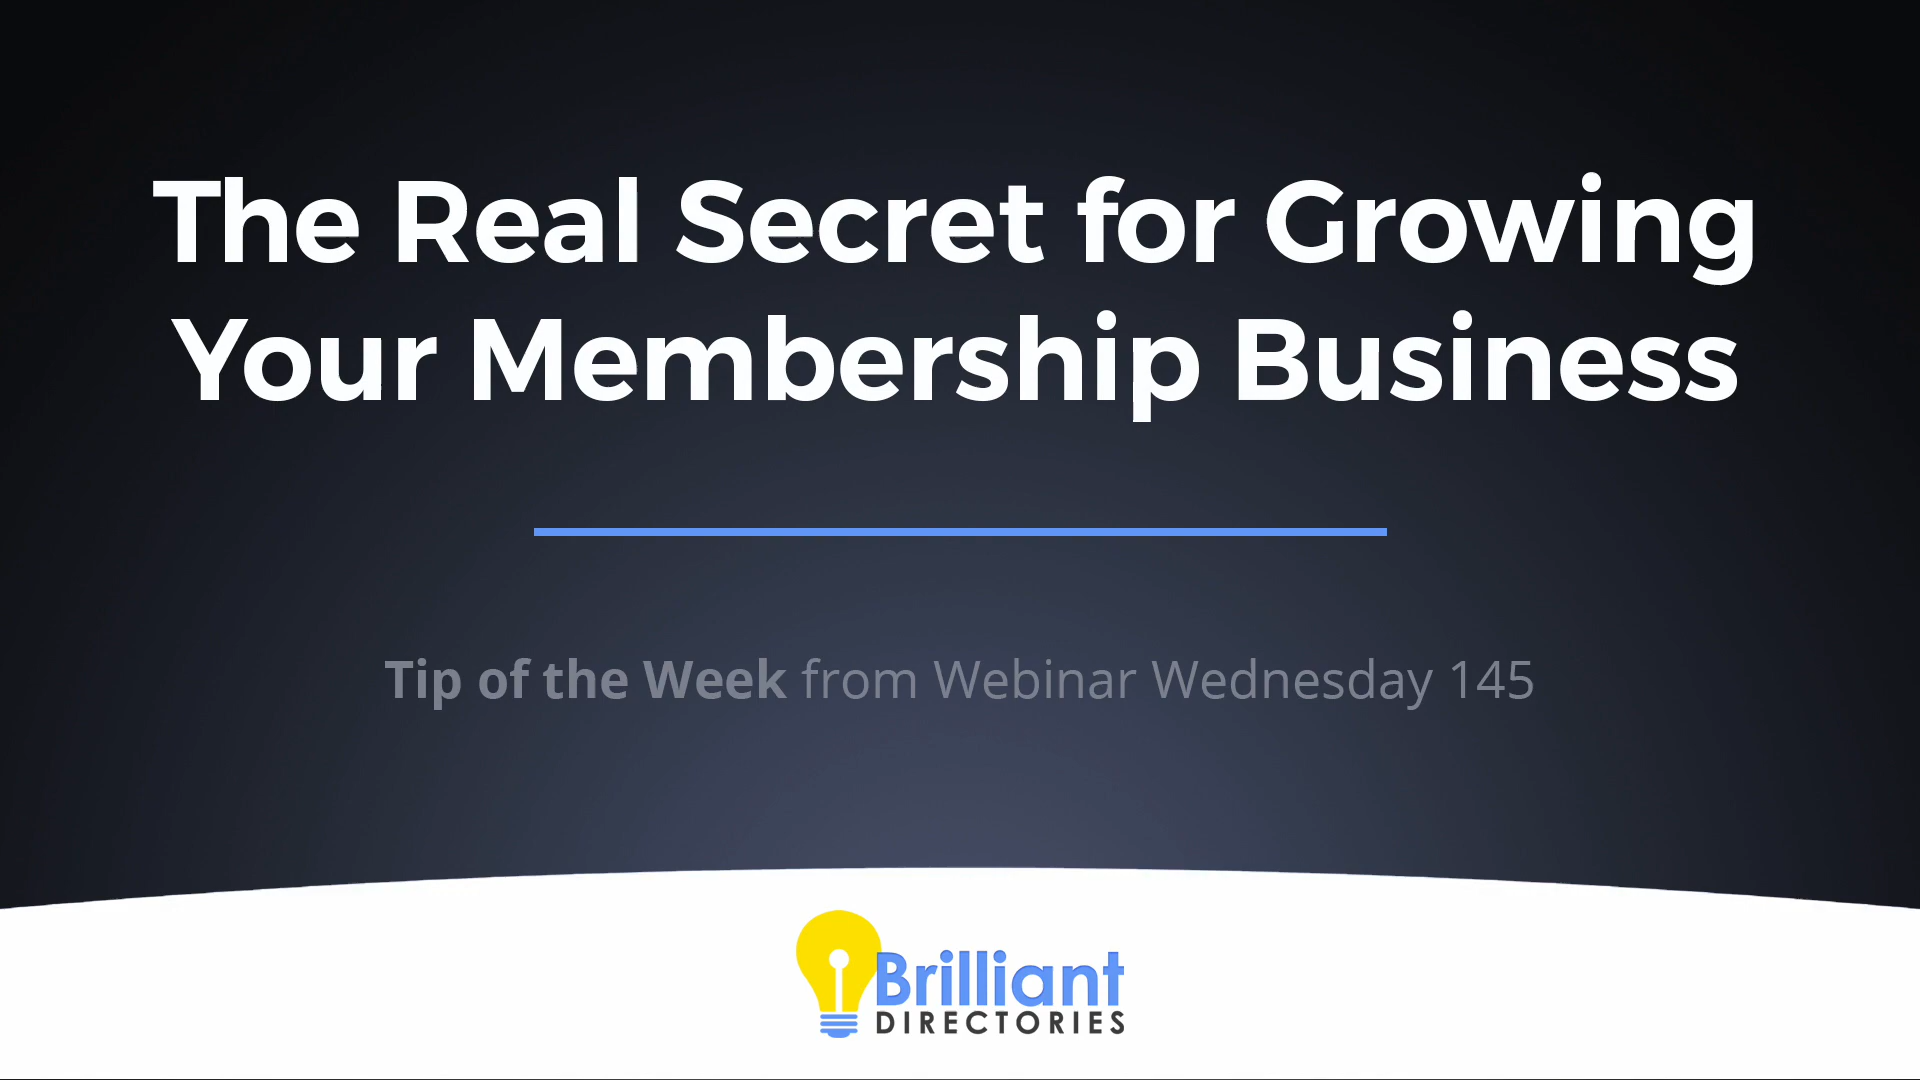 The Real Secret for Growing
Your Membership Business
Tip of the Week from Webinar Wednesday 145
Brilliant
DIRECTORIES